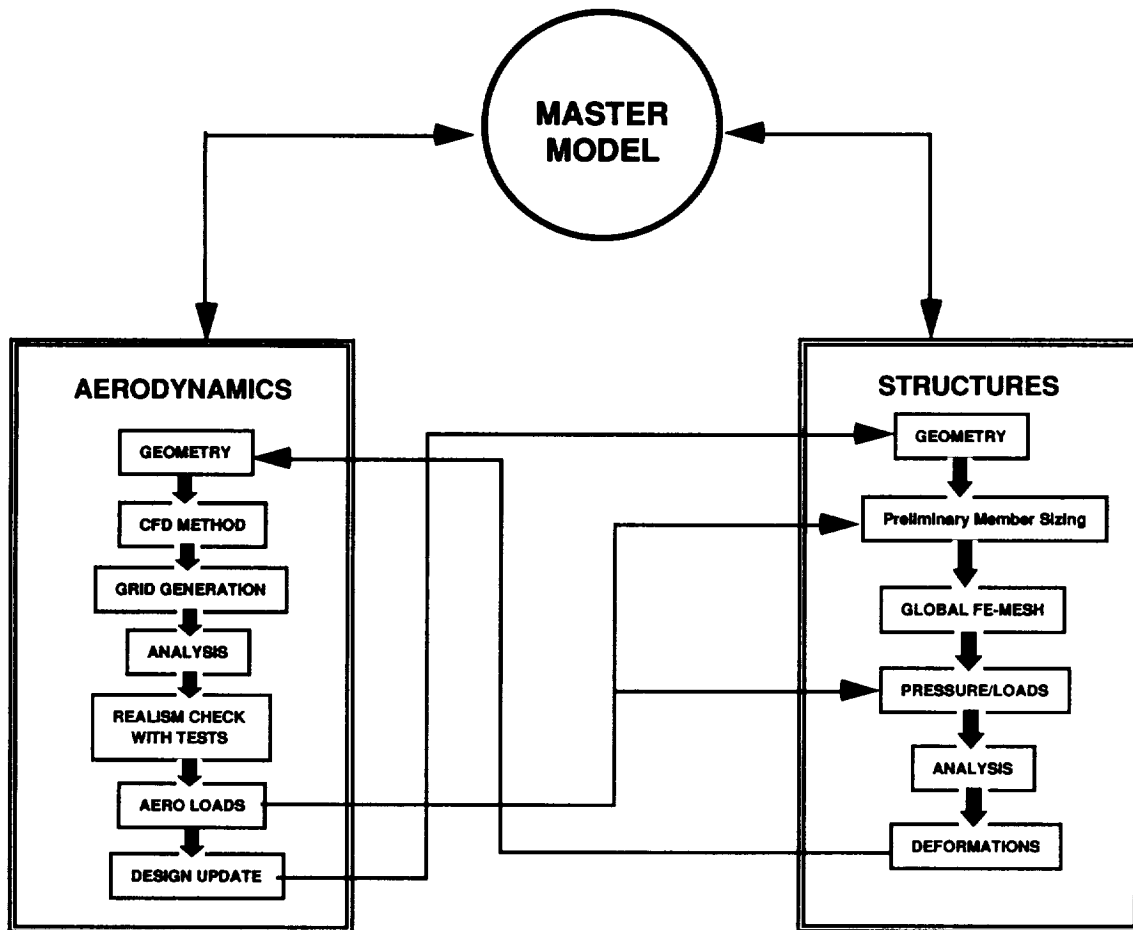 MASTER
MODEL
AERODYNAMICS
GEOMETRY
CFD METHOD
GRID GENERATION
ANALYSIS
REALISM CHECK
WITH TESTS
AERO LOADS
DESIGN UPDATE
STRUCTURES
GEOMETRY
Preliminary Member Sizing
GLOBAL FE-MESH
PRESSURE/LOADS
ANALYSIS
DEFORMATIONS